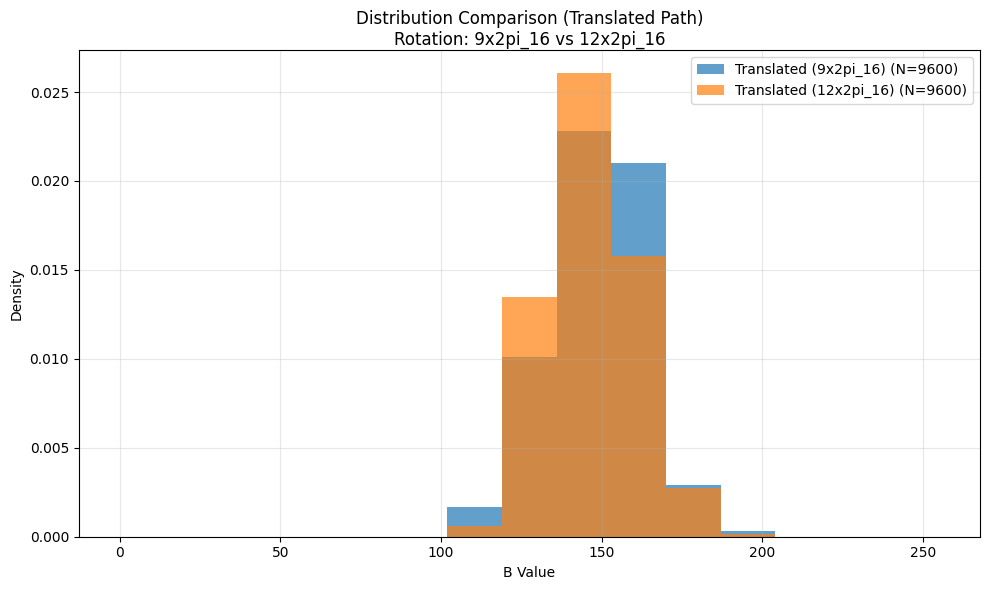 Distribution Comparison (Translated Path)
Rotation: 9x2pi_16 vs 12x2pi_16
Translated (9x2pi_16) (N=9600)
Translated (12x2pi_16) (N=9600)
Density
0.025
0.020
0.015
0.010
0.005
0.000
0 50 100 150 200 250
B Value